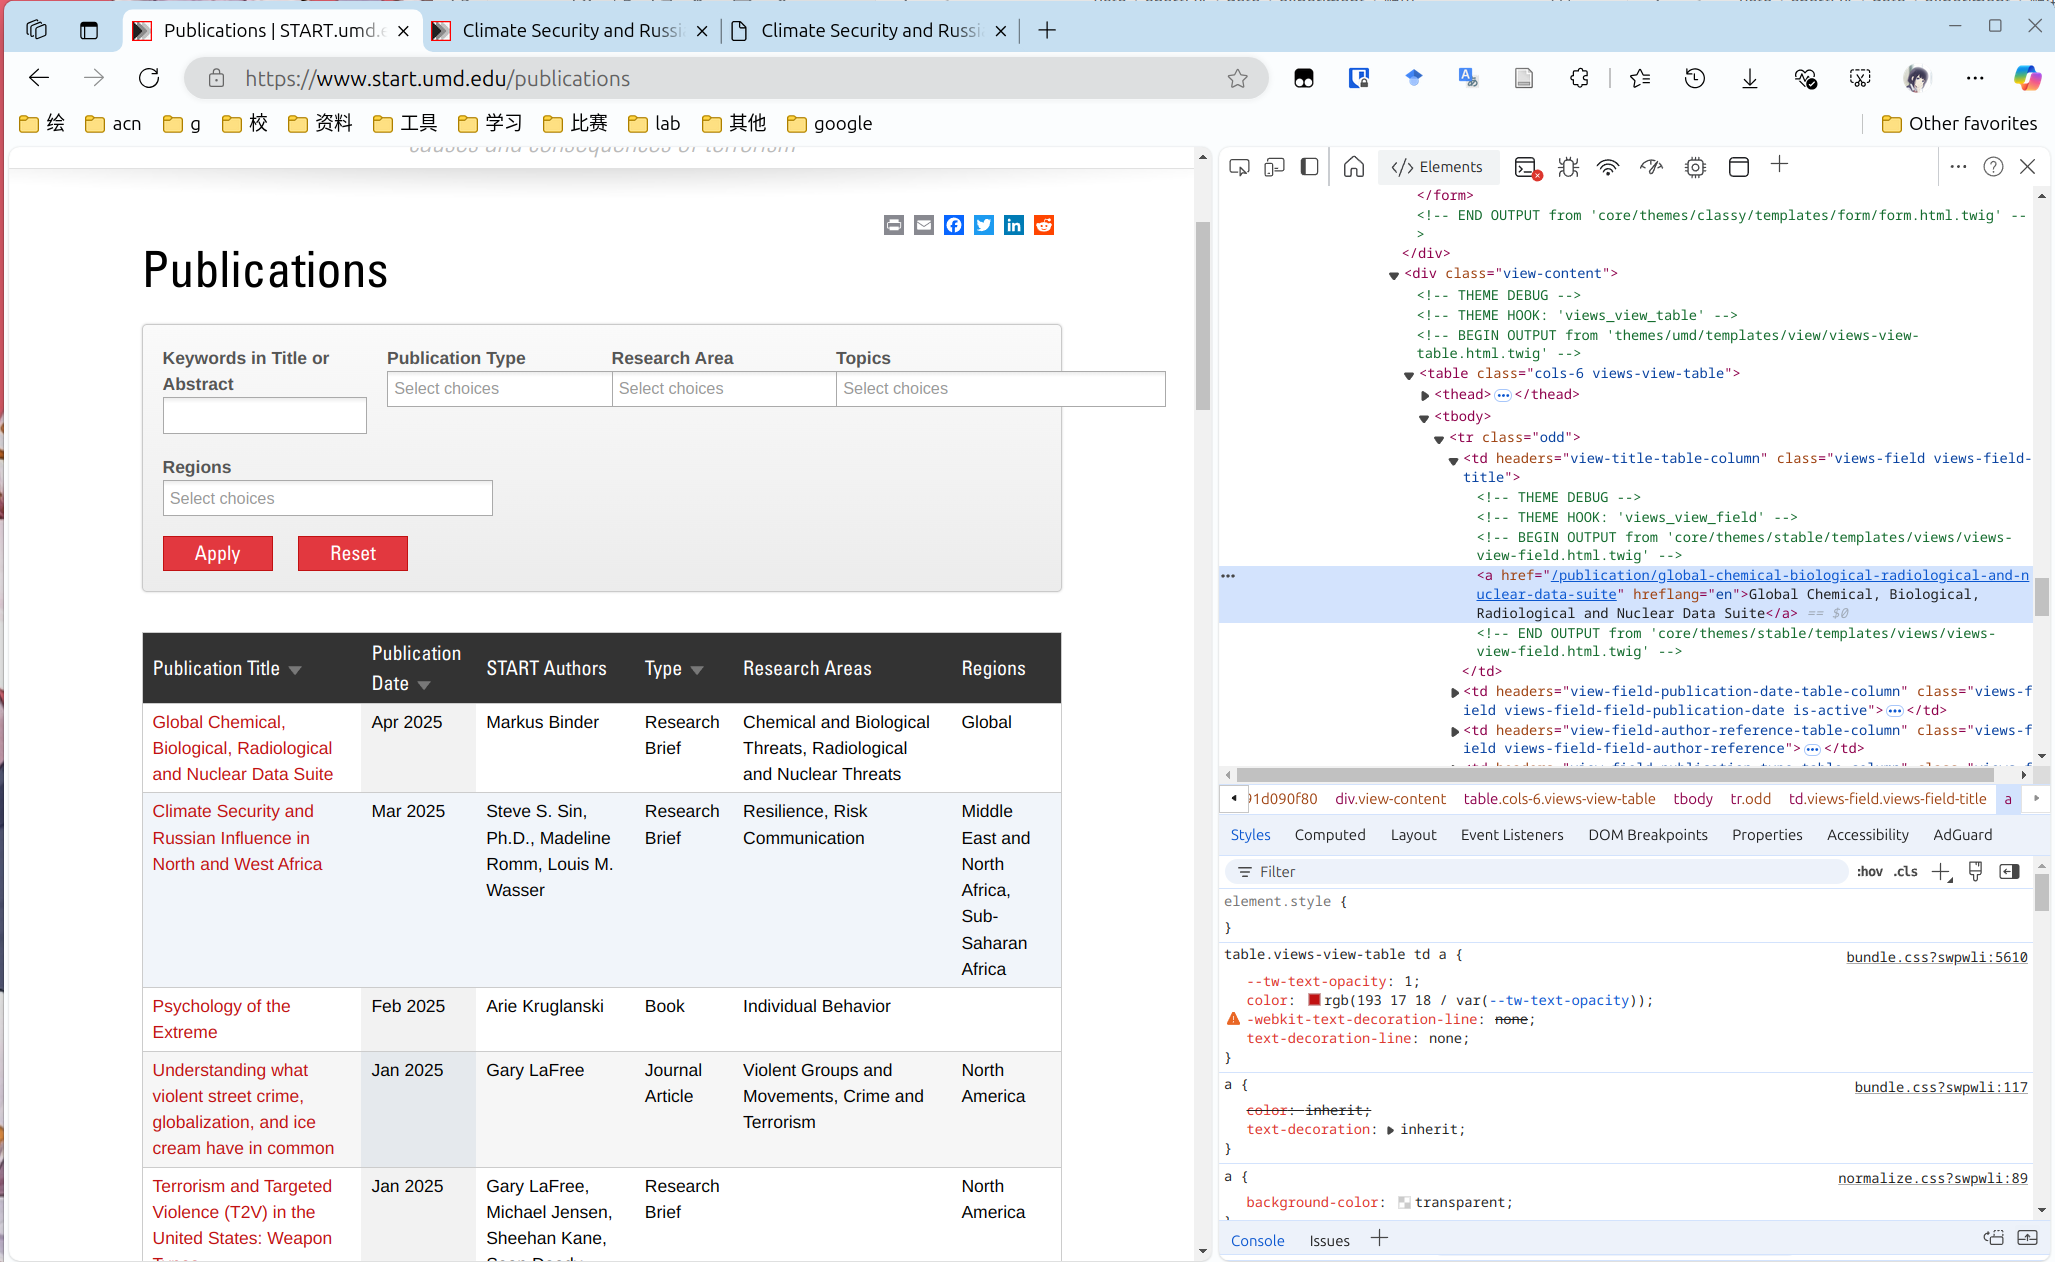 Publications | START.umd.e
Climate Security and Russi
Climate Security and Russi
https://www.start.umd.edu/publications
绘
acn
g
校
资料
工具
学习
比赛
lab
其他
google
Other favorites
causes and consequences of terrorism
Publications
Keywords in Title or
Abstract
Publication Type
Research Area
Topics
Select choices
Select choices
Select choices
Regions
Select choices
Apply
Reset
Publication Title
Publication
Date
START Authors
Type
Research Areas
Regions
Global Chemical,
Biological, Radiological
and Nuclear Data Suite
Apr 2025
Markus Binder
Research
Brief
Chemical and Biological
Threats, Radiological
and Nuclear Threats
Global
Climate Security and
Russian Influence in
North and West Africa
Mar 2025
Steve S. Sin,
Ph.D., Madeline
Romm, Louis M.
Wasser
Research
Brief
Resilience, Risk
Communication
Middle
East and
North
Africa,
Sub-
Saharan
Africa
Psychology of the
Extreme
Feb 2025
Arie Kruglanski
Book
Individual Behavior
Understanding what
violent street crime,
globalization, and ice
cream have in common
Jan 2025
Gary LaFree
Journal
Article
Violent Groups and
Movements, Crime and
Terrorism
North
America
Terrorism and Targeted
Violence (T2V) in the
United States: Weapon
Jan 2025
Gary LaFree,
Michael Jensen,
Sheehan Kane,
Research
Brief
North
America
Elements
</form>
<!-- END OUTPUT from 'core/themes/classy/templates/form/form.html.twig' --
>
</div>
<div class="view-content">
<!-- THEME DEBUG -->
<!-- THEME HOOK: 'views_view_table' -->
<!-- BEGIN OUTPUT from 'themes/umd/templates/view/views-view-
table.html.twig' -->
<table class="cols-6 views-view-table">
<thead> ··· </thead>
<tbody>
<tr class="odd">
<td headers="view-title-table-column" class="views-field views-field-
title">
<!-- THEME DEBUG -->
<!-- THEME HOOK: 'views_view_field' -->
<!-- BEGIN OUTPUT from 'core/themes/stable/templates/views/views-
view-field.html.twig' -->
<a href="/publication/global-chemical-biological-radiological-and-n
uclear-data-suite" hreflang="en">Global Chemical, Biological,
Radiological and Nuclear Data Suite</a> == $0
<!-- END OUTPUT from 'core/themes/stable/templates/views/views-
view-field.html.twig' -->
</td>
<td headers="view-field-publication-date-table-column" class="views-f
ield views-field-field-publication-date is-active"> ··· </td>
<td headers="view-field-author-reference-table-column" class="views-f
ield views-field-field-author-reference"> ··· </td>
91d090f80
div.view-content
table.cols-6.views-view-table
tbody
tr.odd
td.views-field.views-field-title
a
Styles
Computed
Layout
Event Listeners
DOM Breakpoints
Properties
Accessibility
AdGuard
Filter
:hov
.cls
element.style {
}
table.views-view-table td a {
bundle.css?swpwli:5610
--tw-text-opacity: 1;
color: rgb(193 17 18 / var(--tw-text-opacity));
-webkit-text-decoration-line: none;
text-decoration-line: none;
}
a {
bundle.css?swpwli:117
color: inherit;
text-decoration: inherit;
}
a {
normalize.css?swpwli:89
background-color: transparent;
Console
Issues